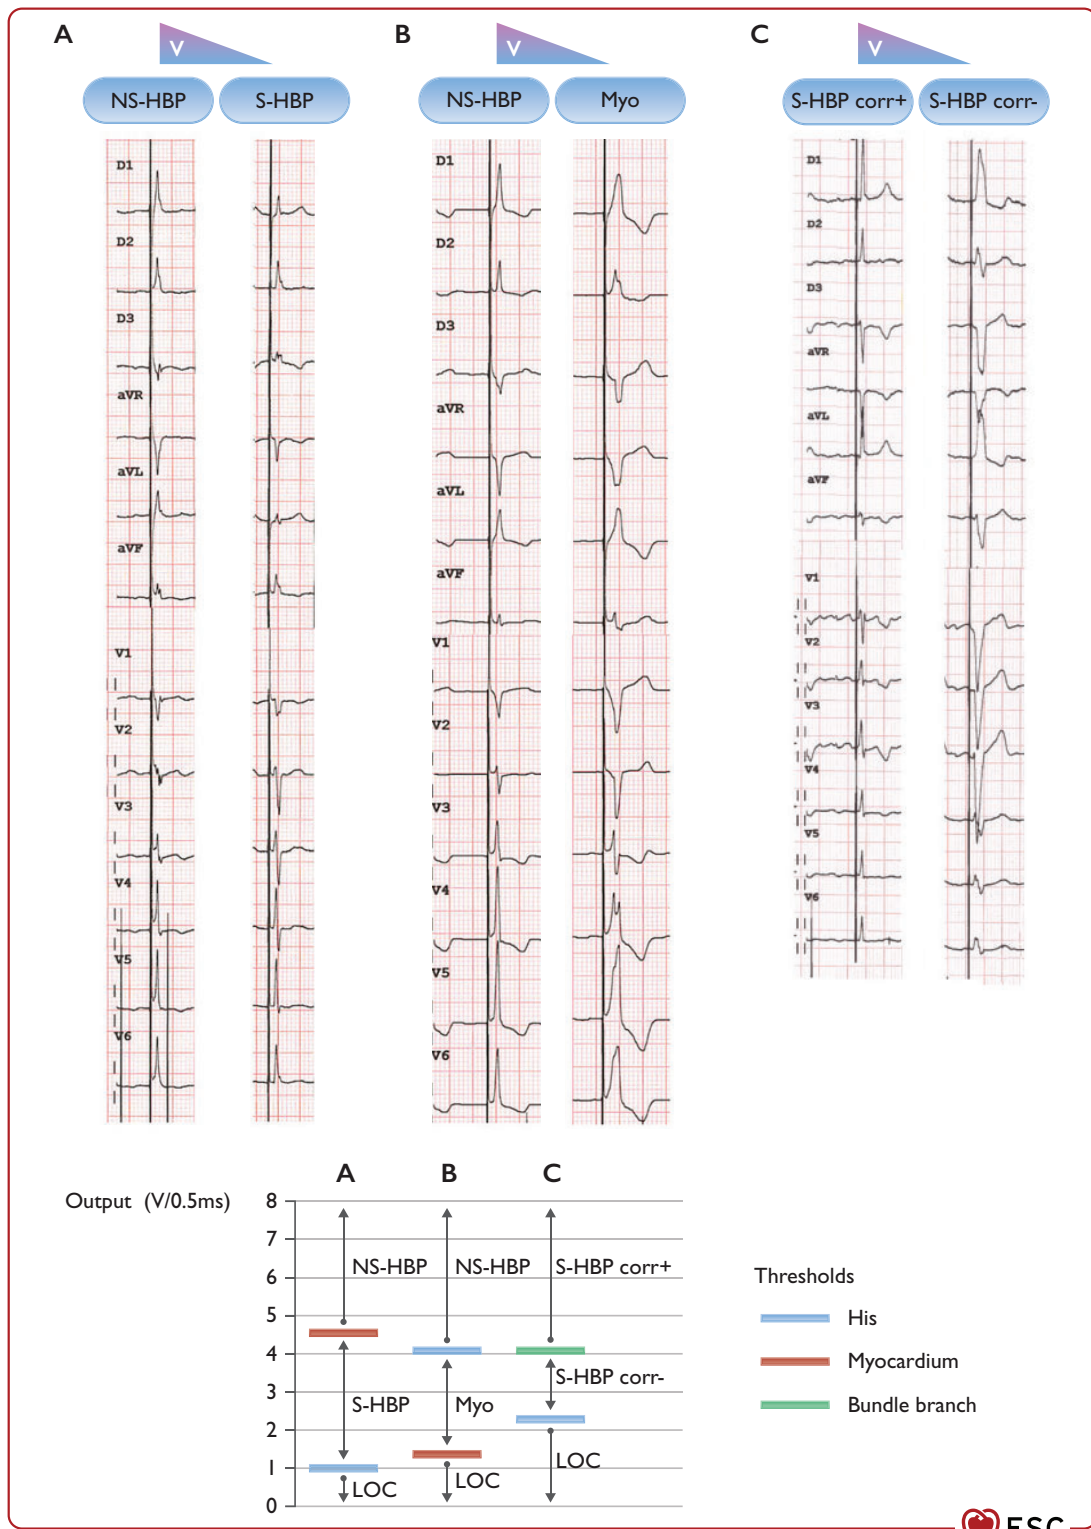 A
B
C
V
V
V
NS-HBP
S-HBP
NS-HBP
Myo
S-HBP corr+
S-HBP corr-
D1
D2
D3
aVR
aVL
aVF
V1
V2
V3
V4
V5
V6
D1
D2
D3
aVR
aVL
aVF
V1
V2
V3
V4
V5
V6
D1
D2
D3
aVR
aVL
aVF
V1
V2
V3
V4
V5
V6
A B C
Output (V/0.5ms)
8
7
6
5
4
3
2
1
0
NS-HBP
S-HBP
LOC
NS-HBP
Myo
LOC
S-HBP corr+
S-HBP corr-
LOC
Thresholds
His
Myocardium
Bundle branch
ESC